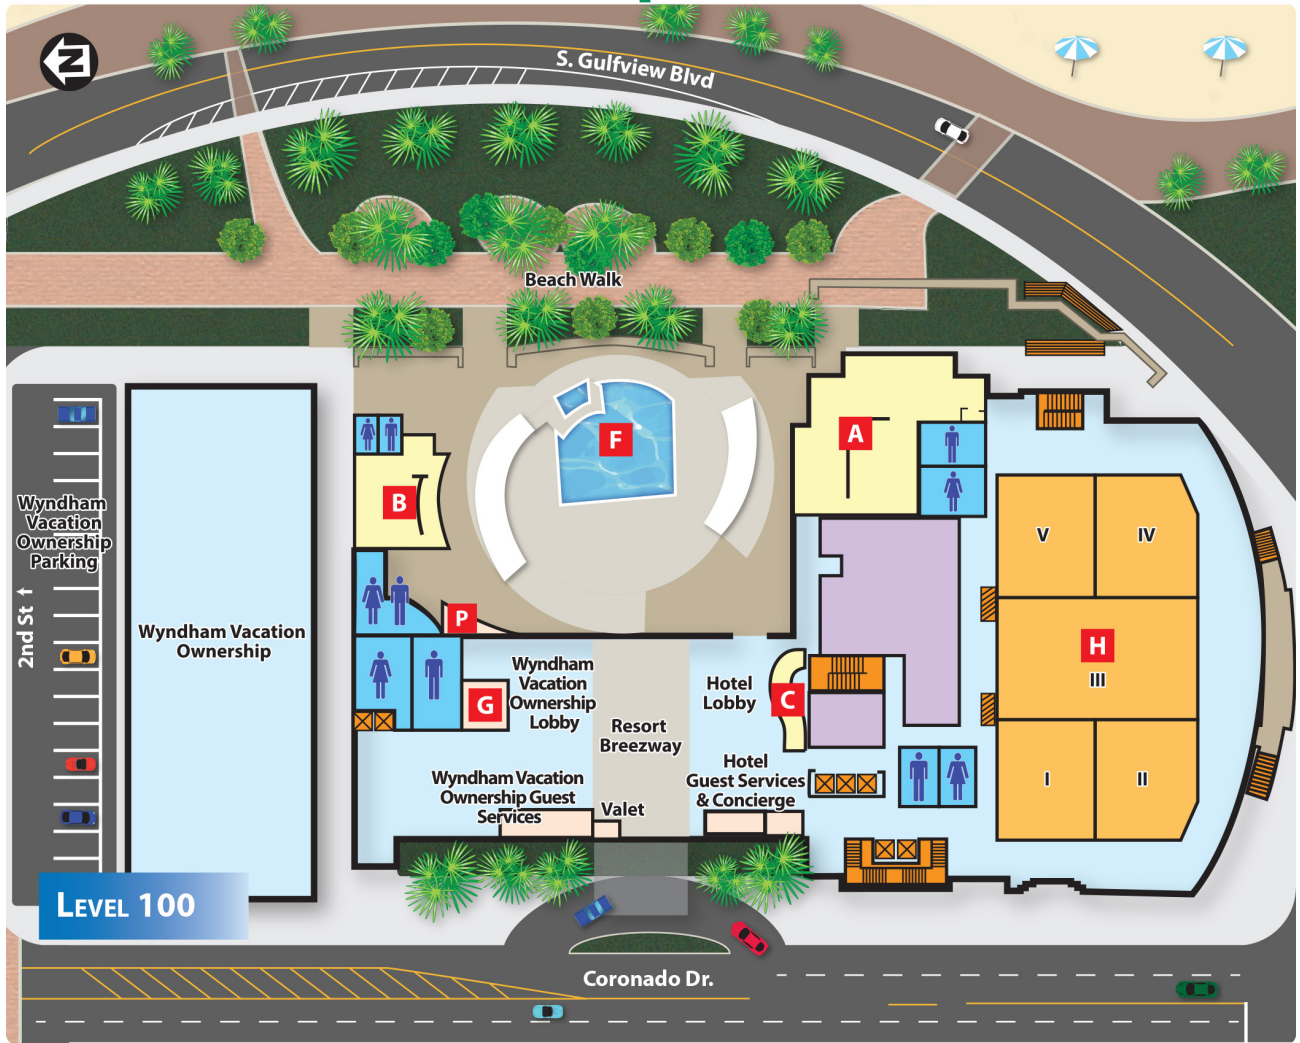 N
S. Gulfview Blvd
Beach Walk
F
A
B
Wyndham
Vacation
Ownership
Parking
V
IV
2nd St
P
Wyndham Vacation
Ownership
H
III
Wyndham
Vacation
Ownership
Lobby
Hotel
Lobby
C
G
Resort
Breezway
Hotel
Guest Services
& Concierge
Wyndham Vacation
Ownership Guest
Services
Valet
I
II
LEVEL 100
Coronado Dr.